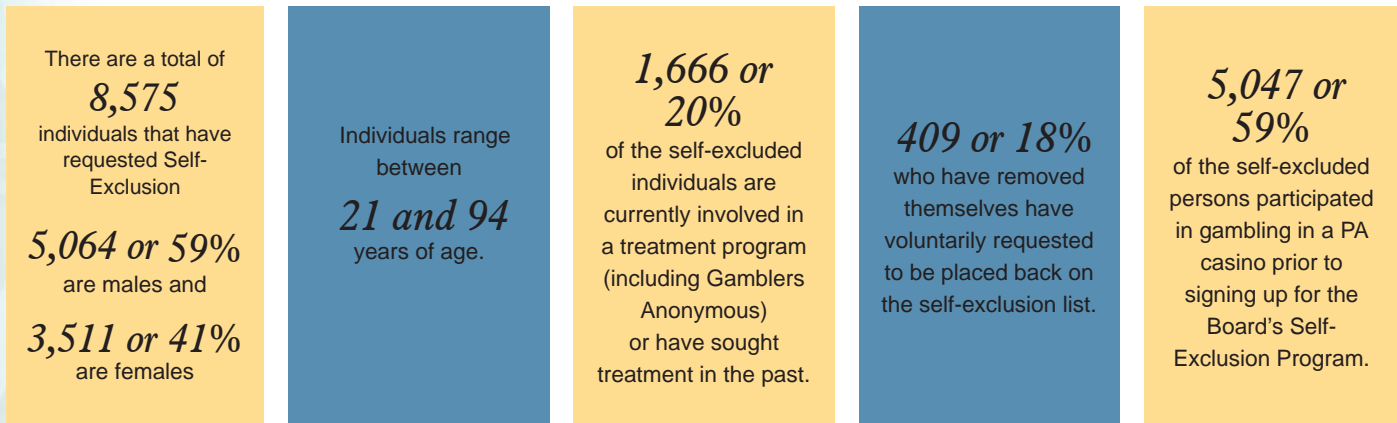 There are a total of
8,575
individuals that have
requested Self-
Exclusion
5,064 or 59%
are males and
3,511 or 41%
are females
Individuals range
between
21 and 94
years of age.
1,666 or
20%
of the self-excluded
individuals are
currently involved in
a treatment program
(including Gamblers
Anonymous)
or have sought
treatment in the past.
409 or 18%
who have removed
themselves have
voluntarily requested
to be placed back on
the self-exclusion list.
5,047 or
59%
of the self-excluded
persons participated
in gambling in a PA
casino prior to
signing up for the
Board's Self-
Exclusion Program.